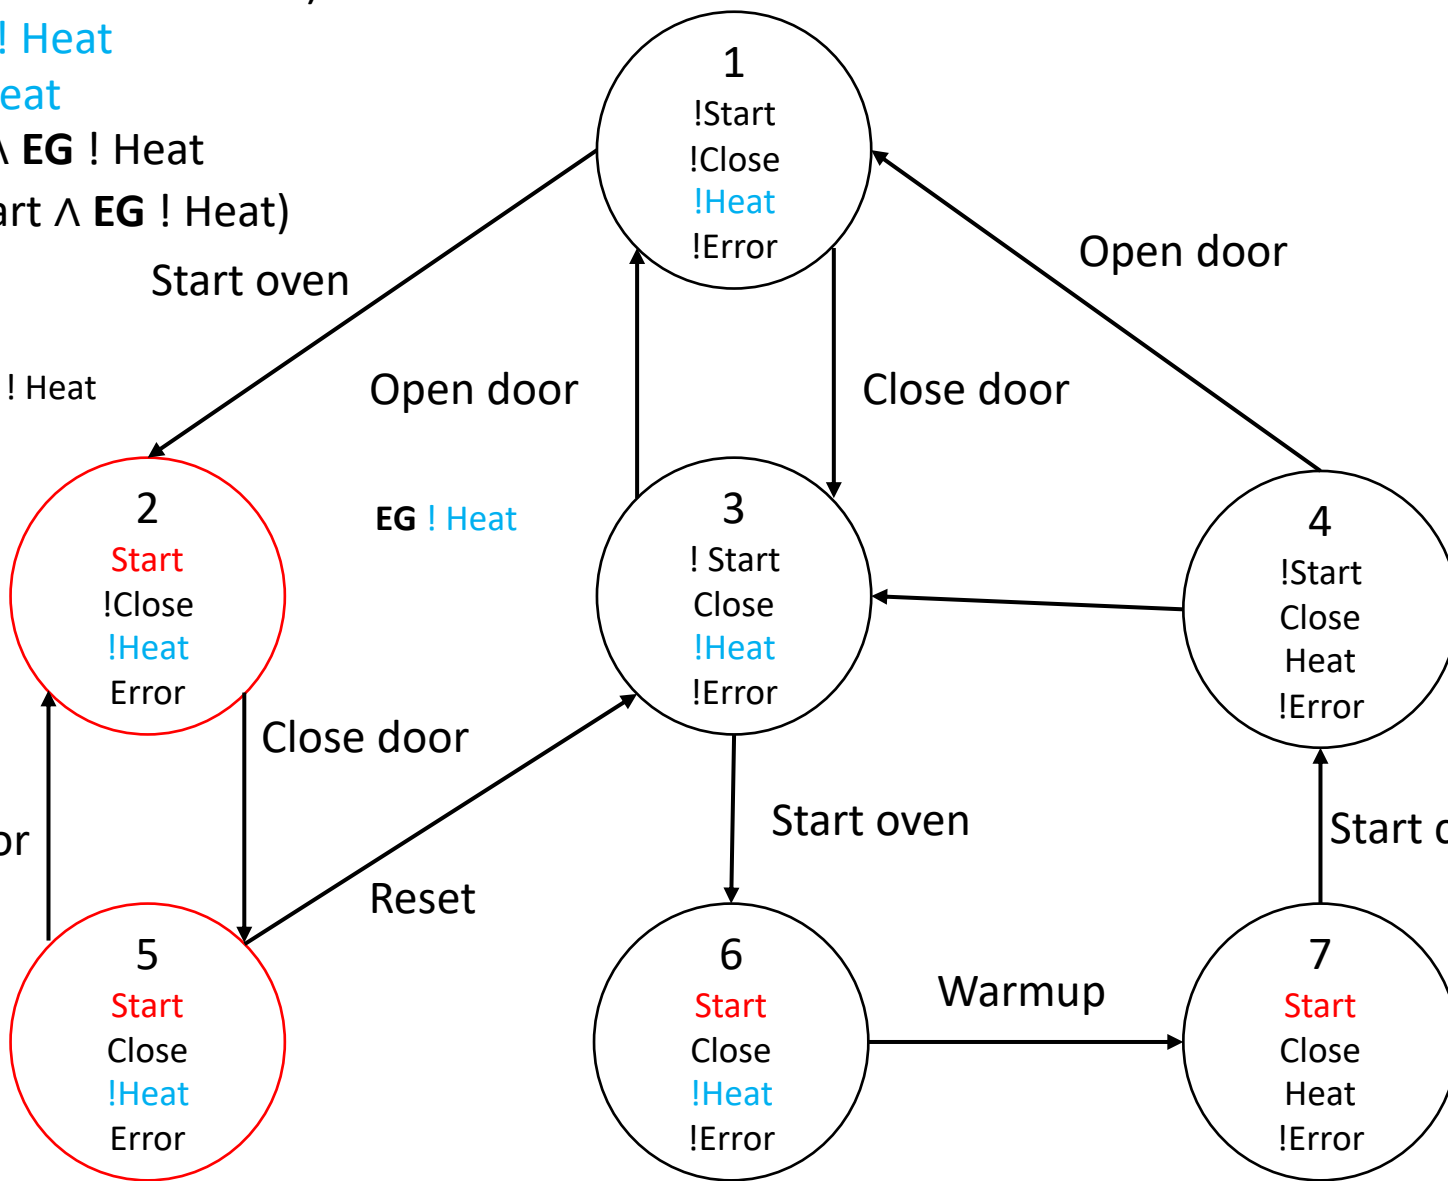 ! Heat
eat
∧ EG ! Heat
art ∧ EG ! Heat)
1
!Start
!Close
!Heat
!Error
Start oven
Open door
! Heat
Open door
Close door
2
Start
!Close
!Heat
Error
EG ! Heat
3
! Start
Close
!Heat
!Error
4
!Start
Close
Heat
!Error
Close door
or
Start oven
Start
Reset
5
Start
Close
!Heat
Error
6
Start
Close
!Heat
!Error
Warmup
7
Start
Close
Heat
!Error